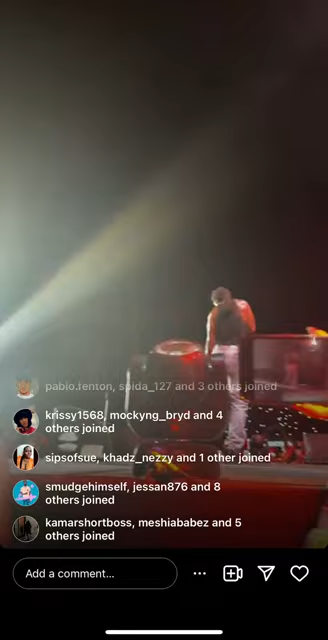 pablo.fenton, spida_127 and 3 others joined
krissy1568, mockyng_bryd and 4
others joined
sipsofsue, khadz_nezzy and 1 other joined
smudgehimself, jessan876 and 8
others joined
kamarshortboss, meshiababez and 5
others joined
Add a comment...